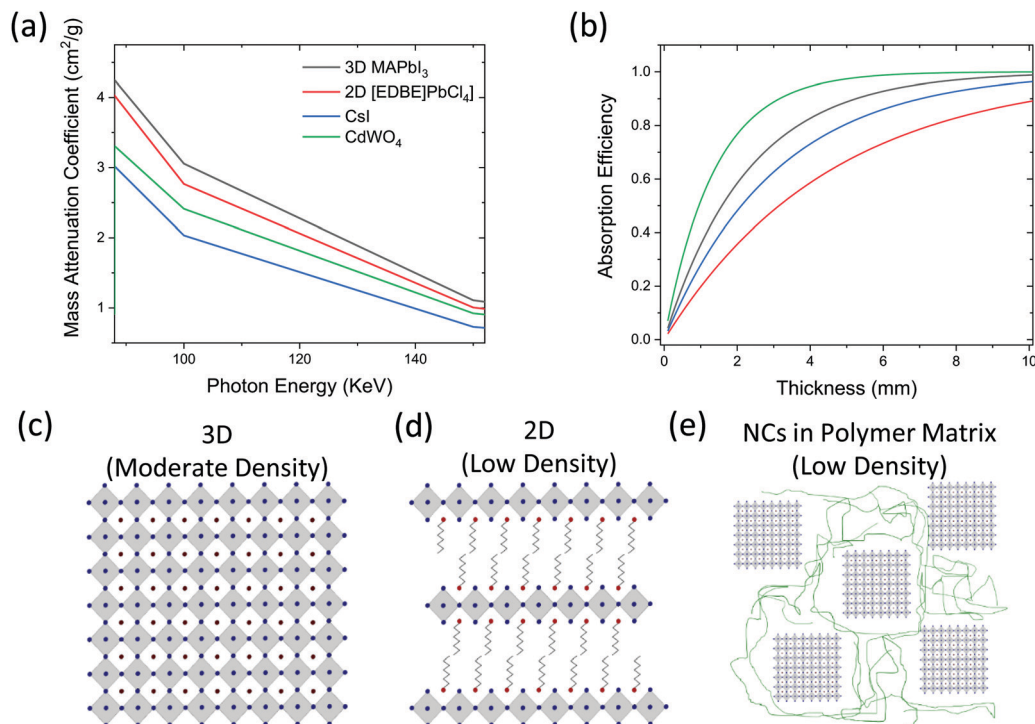 (a)
Mass Attenuation Coefficient (cm²/g)
4
3
2
1
100
120
140
Photon Energy (KeV)
3D MAPbI₃
2D [EDBE]PbCl₄]
CsI
CdWO₄
(b)
Absorption Efficiency
1.0
0.8
0.6
0.4
0.2
0.0
0
2
4
6
8
10
Thickness (mm)
(c)
3D
(Moderate Density)
(d)
2D
(Low Density)
(e)
NCs in Polymer Matrix
(Low Density)